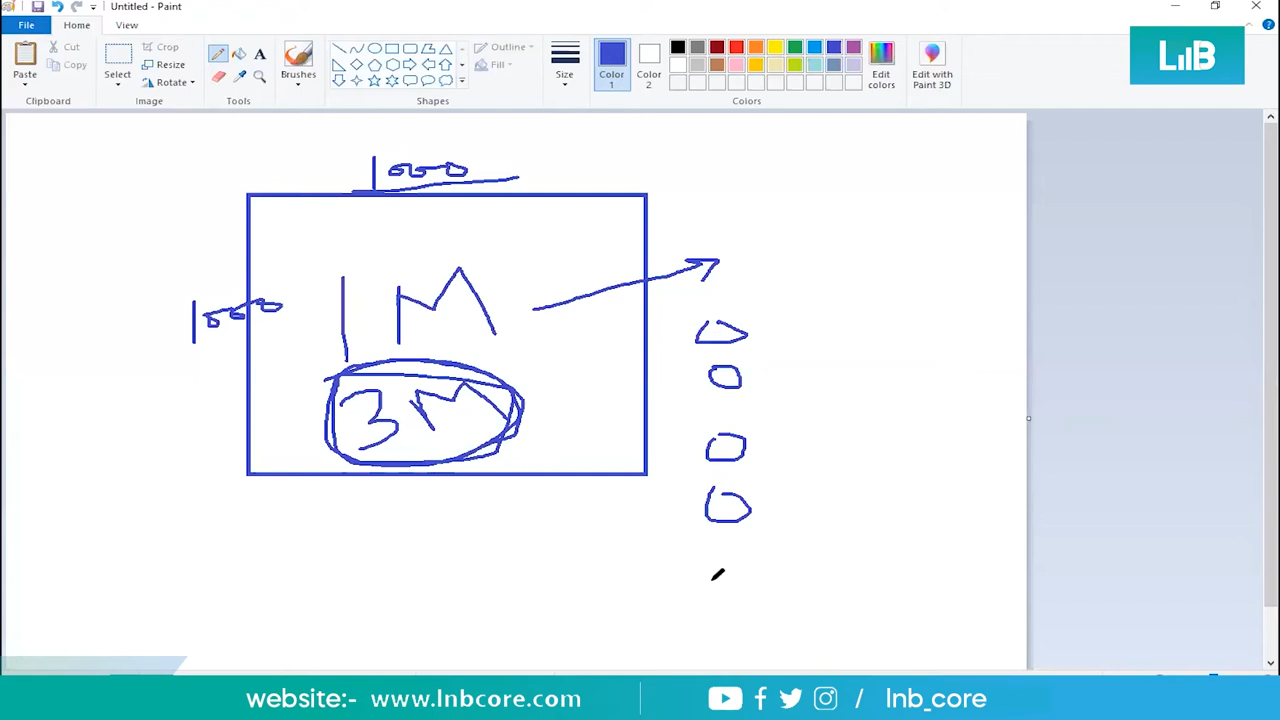 Untitled - Paint
File Home View
Paste
Cut
Copy
Clipboard
Select
Crop
Resize
Rotate
Image
A
Tools
Brushes
Shapes
Outline
Fill
Size
Color 1
Color 2
Colors
Edit colors
Edit with Paint 3D
LNB
1000
1000
1M
3M
website:- www.lnbcore.com
/ lnb_core